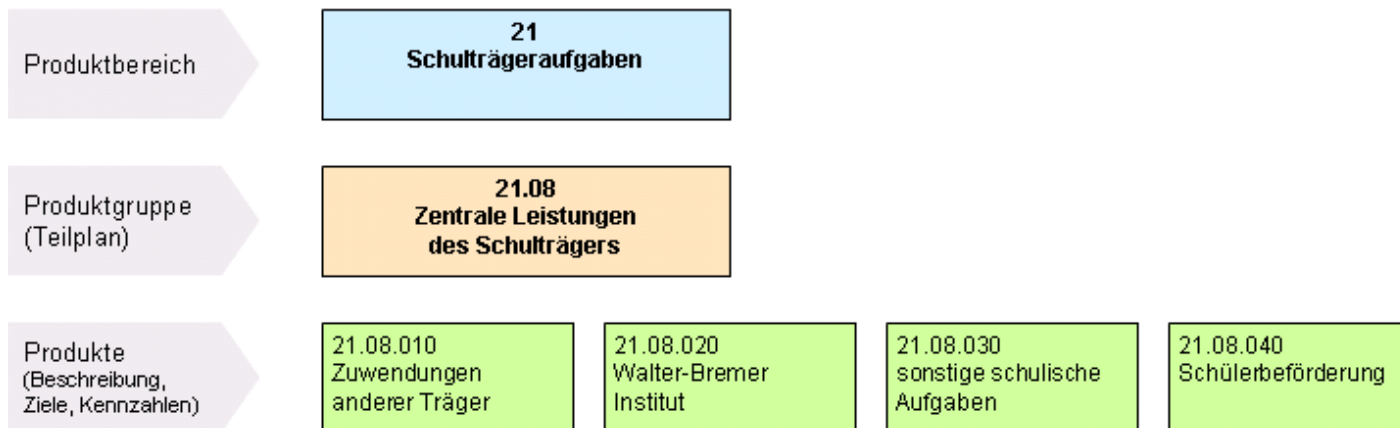 Produktbereich
21
Schulträgeraufgaben
Produktgruppe
(Teilplan)
21.08
Zentrale Leistungen
des Schulträgers
Produkte
(Beschreibung,
Ziele, Kennzahlen)
21.08.010
Zuwendungen
anderer Träger
21.08.020
Walter-Bremer
Institut
21.08.030
sonstige schulische
Aufgaben
21.08.040
Schülerbeförderung